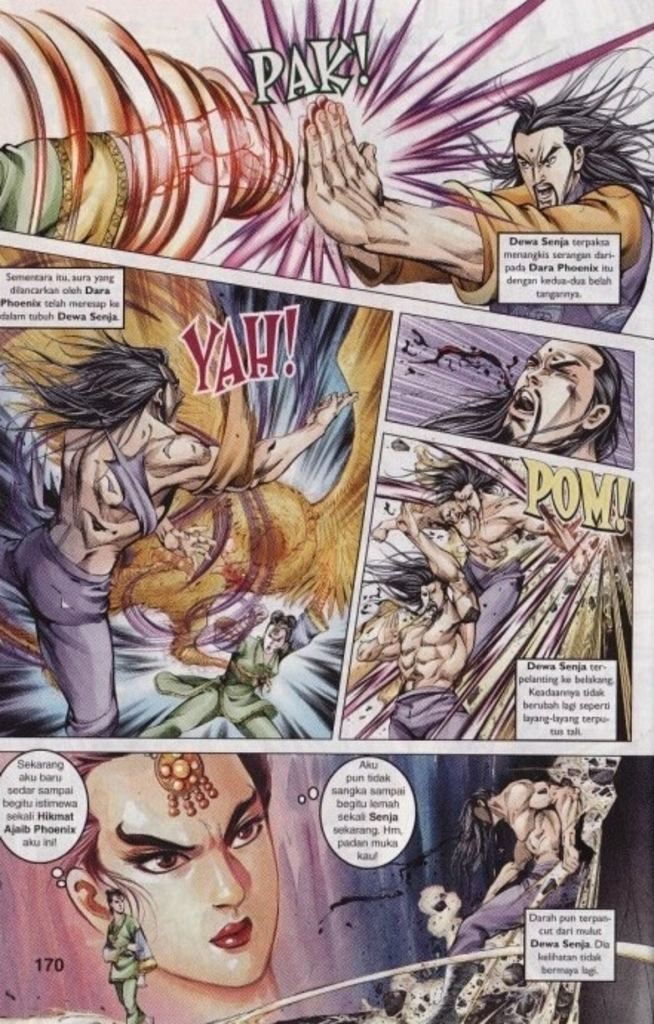 PAK!
Dewa Senja terpaksa
menangkis serangan dari-
pada Dara Phoenix itu
dengan kedua-dua belah
tangannya.
Sementara itu, aura yang
dilancarkan oleh Dara
Phoenix telah meresap ke
dalam tubuh Dewa Senja.
YAH!
POM!
Dewa Senja ter-
pelanting ke belakang.
Keadaannya tidak
berubah lagi seperti
layang-layang terpu-
tus tali.
Sekarang
aku baru
sedar sampai
begitu istimewa
sekali Hikmat
Ajaib Phoenix
aku ini!
Aku
pun tidak
sangka sampai
begitu lemah
sekali Senja
sekarang. Hm,
padan muka
kau!
Darah pun terpan-
cut dari mulut
Dewa Senja. Dia
kelihatan tidak
bermaya lagi.
170